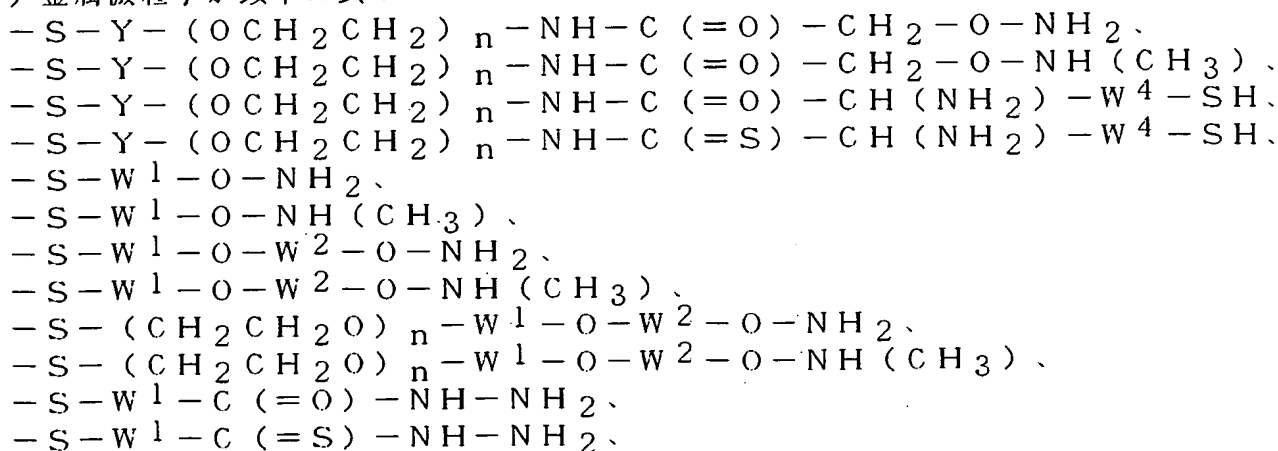 －S－Y－（OCH₂CH₂）ₙ－NH－C（＝O）－CH₂－O－NH₂、
－S－Y－（OCH₂CH₂）ₙ－NH－C（＝O）－CH₂－O－NH（CH₃）、
－S－Y－（OCH₂CH₂）ₙ－NH－C（＝O）－CH（NH₂）－W⁴－SH、
－S－Y－（OCH₂CH₂）ₙ－NH－C（＝S）－CH（NH₂）－W⁴－SH、
－S－W¹－O－NH₂、
－S－W¹－O－NH（CH₃）、
－S－W¹－O－W²－O－NH₂、
－S－W¹－O－W²－O－NH（CH₃）、
－S－（CH₂CH₂O）ₙ－W¹－O－W²－O－NH₂、
－S－（CH₂CH₂O）ₙ－W¹－O－W²－O－NH（CH₃）、
－S－W¹－C（＝O）－NH－NH₂、
－S－W¹－C（＝S）－NH－NH₂、